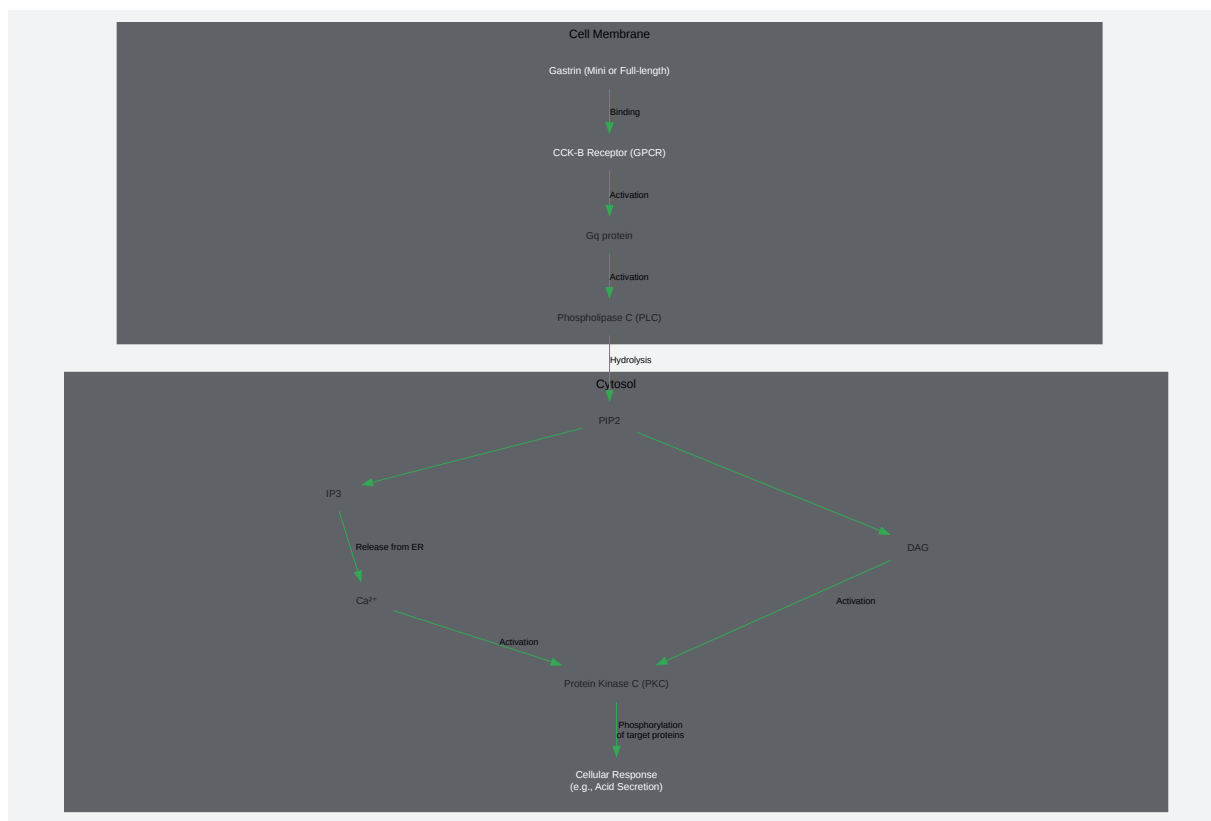 Cell Membrane
Gastrin (Mini or Full-length)
Binding
CCK-B Receptor (GPCR)
Activation
Gq protein
Activation
Phospholipase C (PLC)
Hydrolysis
Cytosol
PIP2
IP3
Release from ER
DAG
Ca²⁺
Activation
Activation
Protein Kinase C (PKC)
Phosphorylation
of target proteins
Cellular Response
(e.g., Acid Secretion)